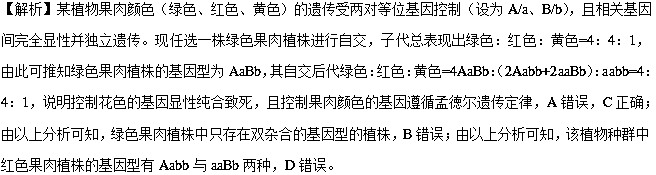 【解析】某植物果肉颜色（绿色、红色、黄色）的遗传受两对等位基因控制（设为 A/a、B/b），且相关基因
间完全显性并独立遗传。现任选一株绿色果肉植株进行自交，子代总表现出绿色：红色：黄色=4：4：1，
由此可推知绿色果肉植株的基因型为 AaBb，其自交后代绿色：红色：黄色=4AaBb：（2Aabb+2aaBb）：aabb=4：
4：1，说明控制花色的基因显性纯合致死，且控制果肉颜色的基因遵循孟德尔遗传定律，A 错误，C 正确；
由以上分析可知，绿色果肉植株中只存在双杂合的基因型的植株，B 错误；由以上分析可知，该植物种群中
红色果肉植株的基因型有 Aabb 与 aaBb 两种，D 错误。